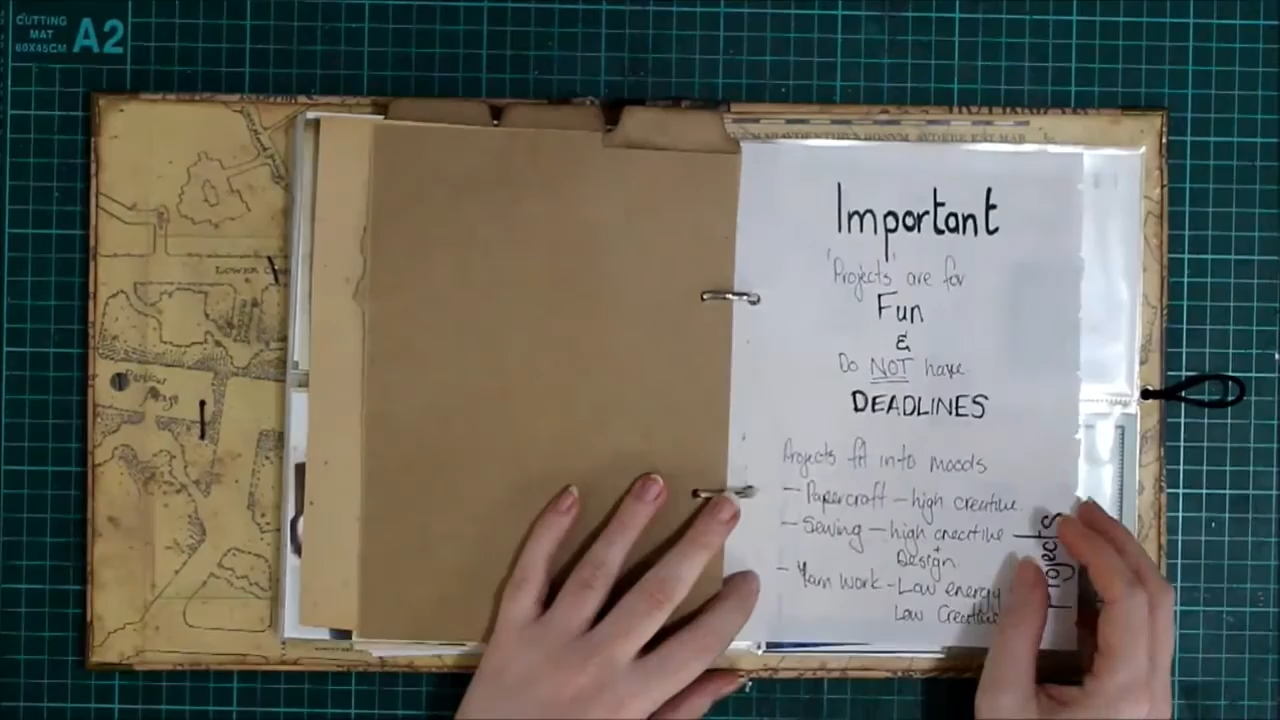 CUTTING
MAT
60X45CM
A2
Important
'Projects' are for
Fun
&
Do NOT have
DEADLINES
Projects fit into moods
- Papercraft - high creative
- Sewing - high creative
+
Design
- Yarn work - Low energy
Low Creative
Projects